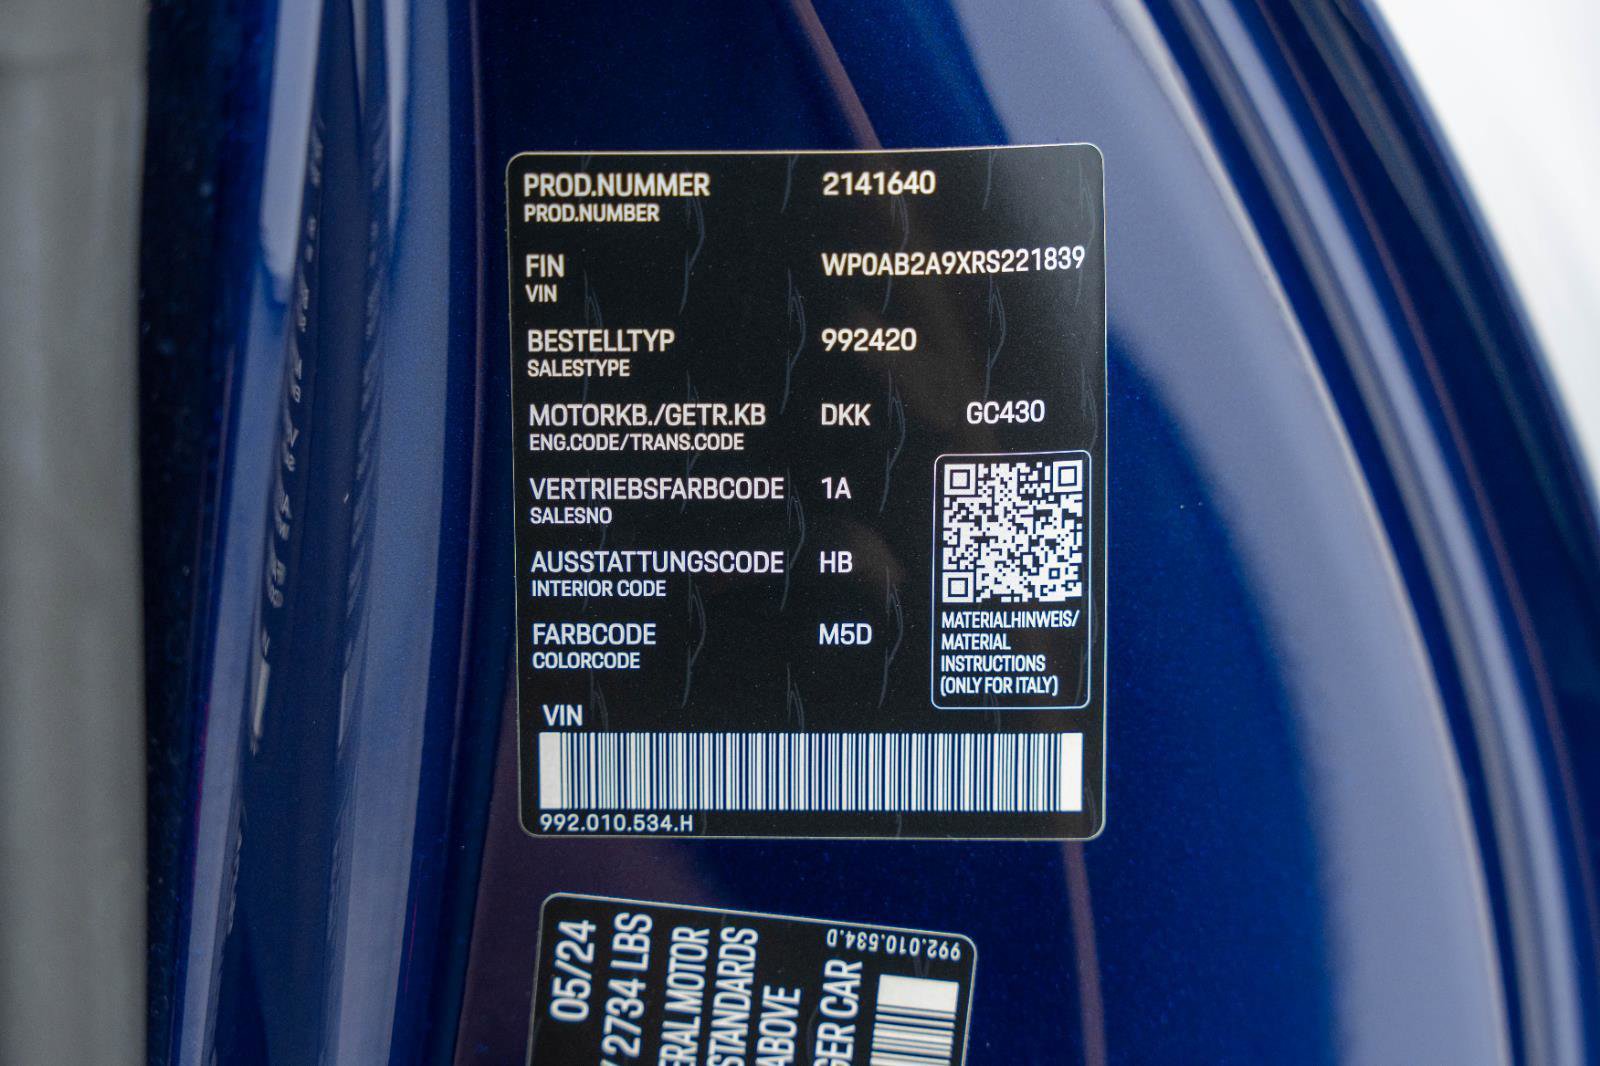 PROD.NUMMER 2141640
PROD.NUMBER
FIN WP0AB2A9XRS221839
VIN
BESTELLTYP 992420
SALESTYPE
MOTORKB./GETR.KB DKK GC430
ENG.CODE/TRANS.CODE
VERTRIEBSFARBCODE 1A
SALESNO
AUSSTATTUNGSCODE HB
INTERIOR CODE
FARBCODE M5D
COLORCODE
MATERIALHINWEIS/
MATERIAL
INSTRUCTIONS
(ONLY FOR ITALY)
VIN
992.010.534.H
05/24
2734 LBS
MOTOR
STANDARDS
ABOVE
CAR
992.010.534.D